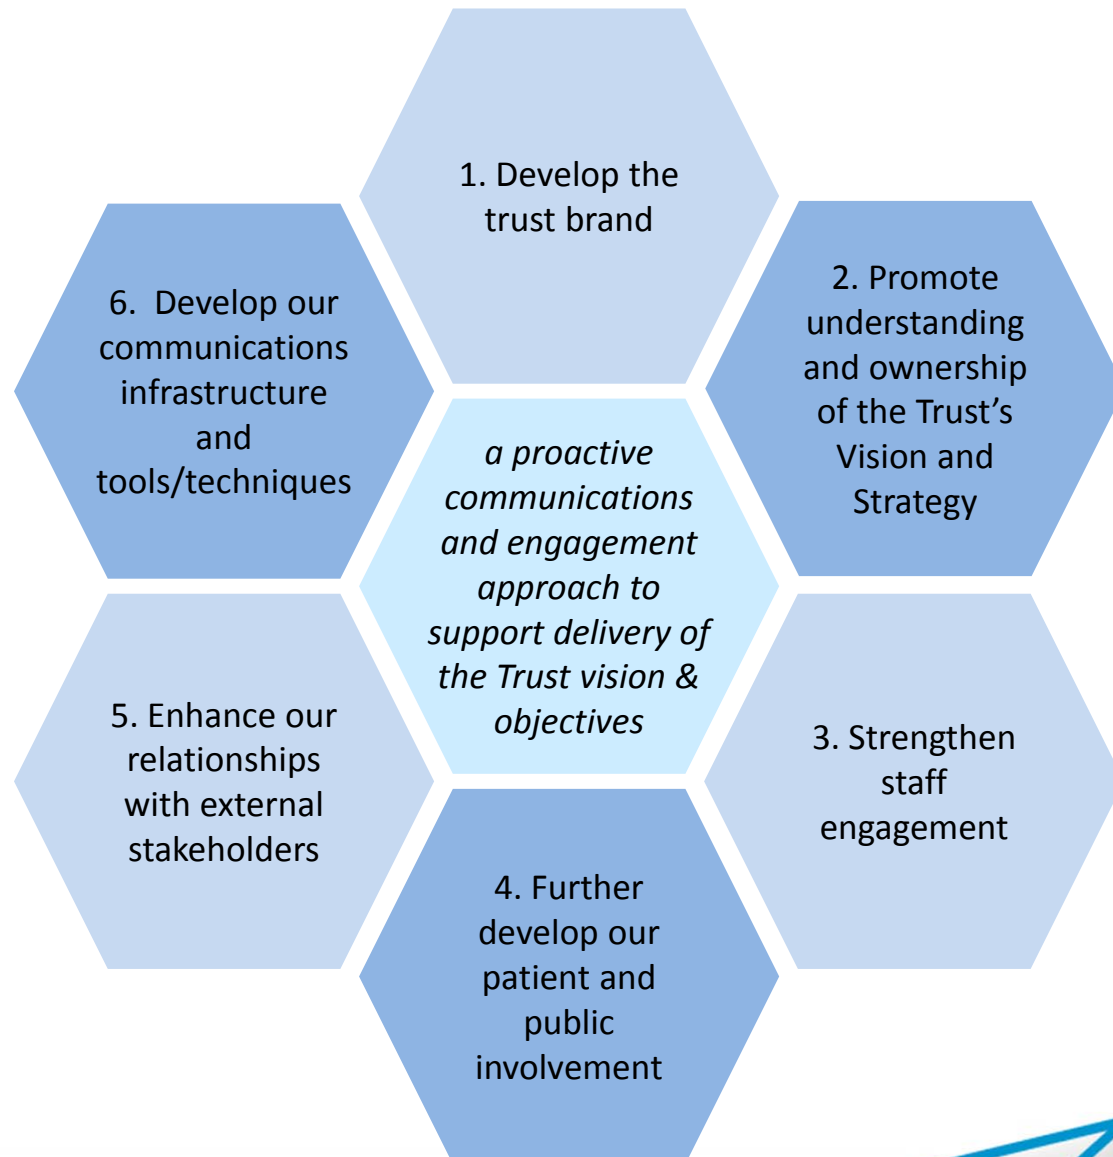 1. Develop the
trust brand
2. Promote
understanding
and ownership
of the Trust’s
Vision and
Strategy
3. Strengthen
staff
engagement
4. Further
develop our
patient and
public
involvement
5. Enhance our
relationships
with external
stakeholders
6.  Develop our
communications
infrastructure
and
tools/techniques
a proactive
communications
and engagement
approach to
support delivery of
the Trust vision &
objectives